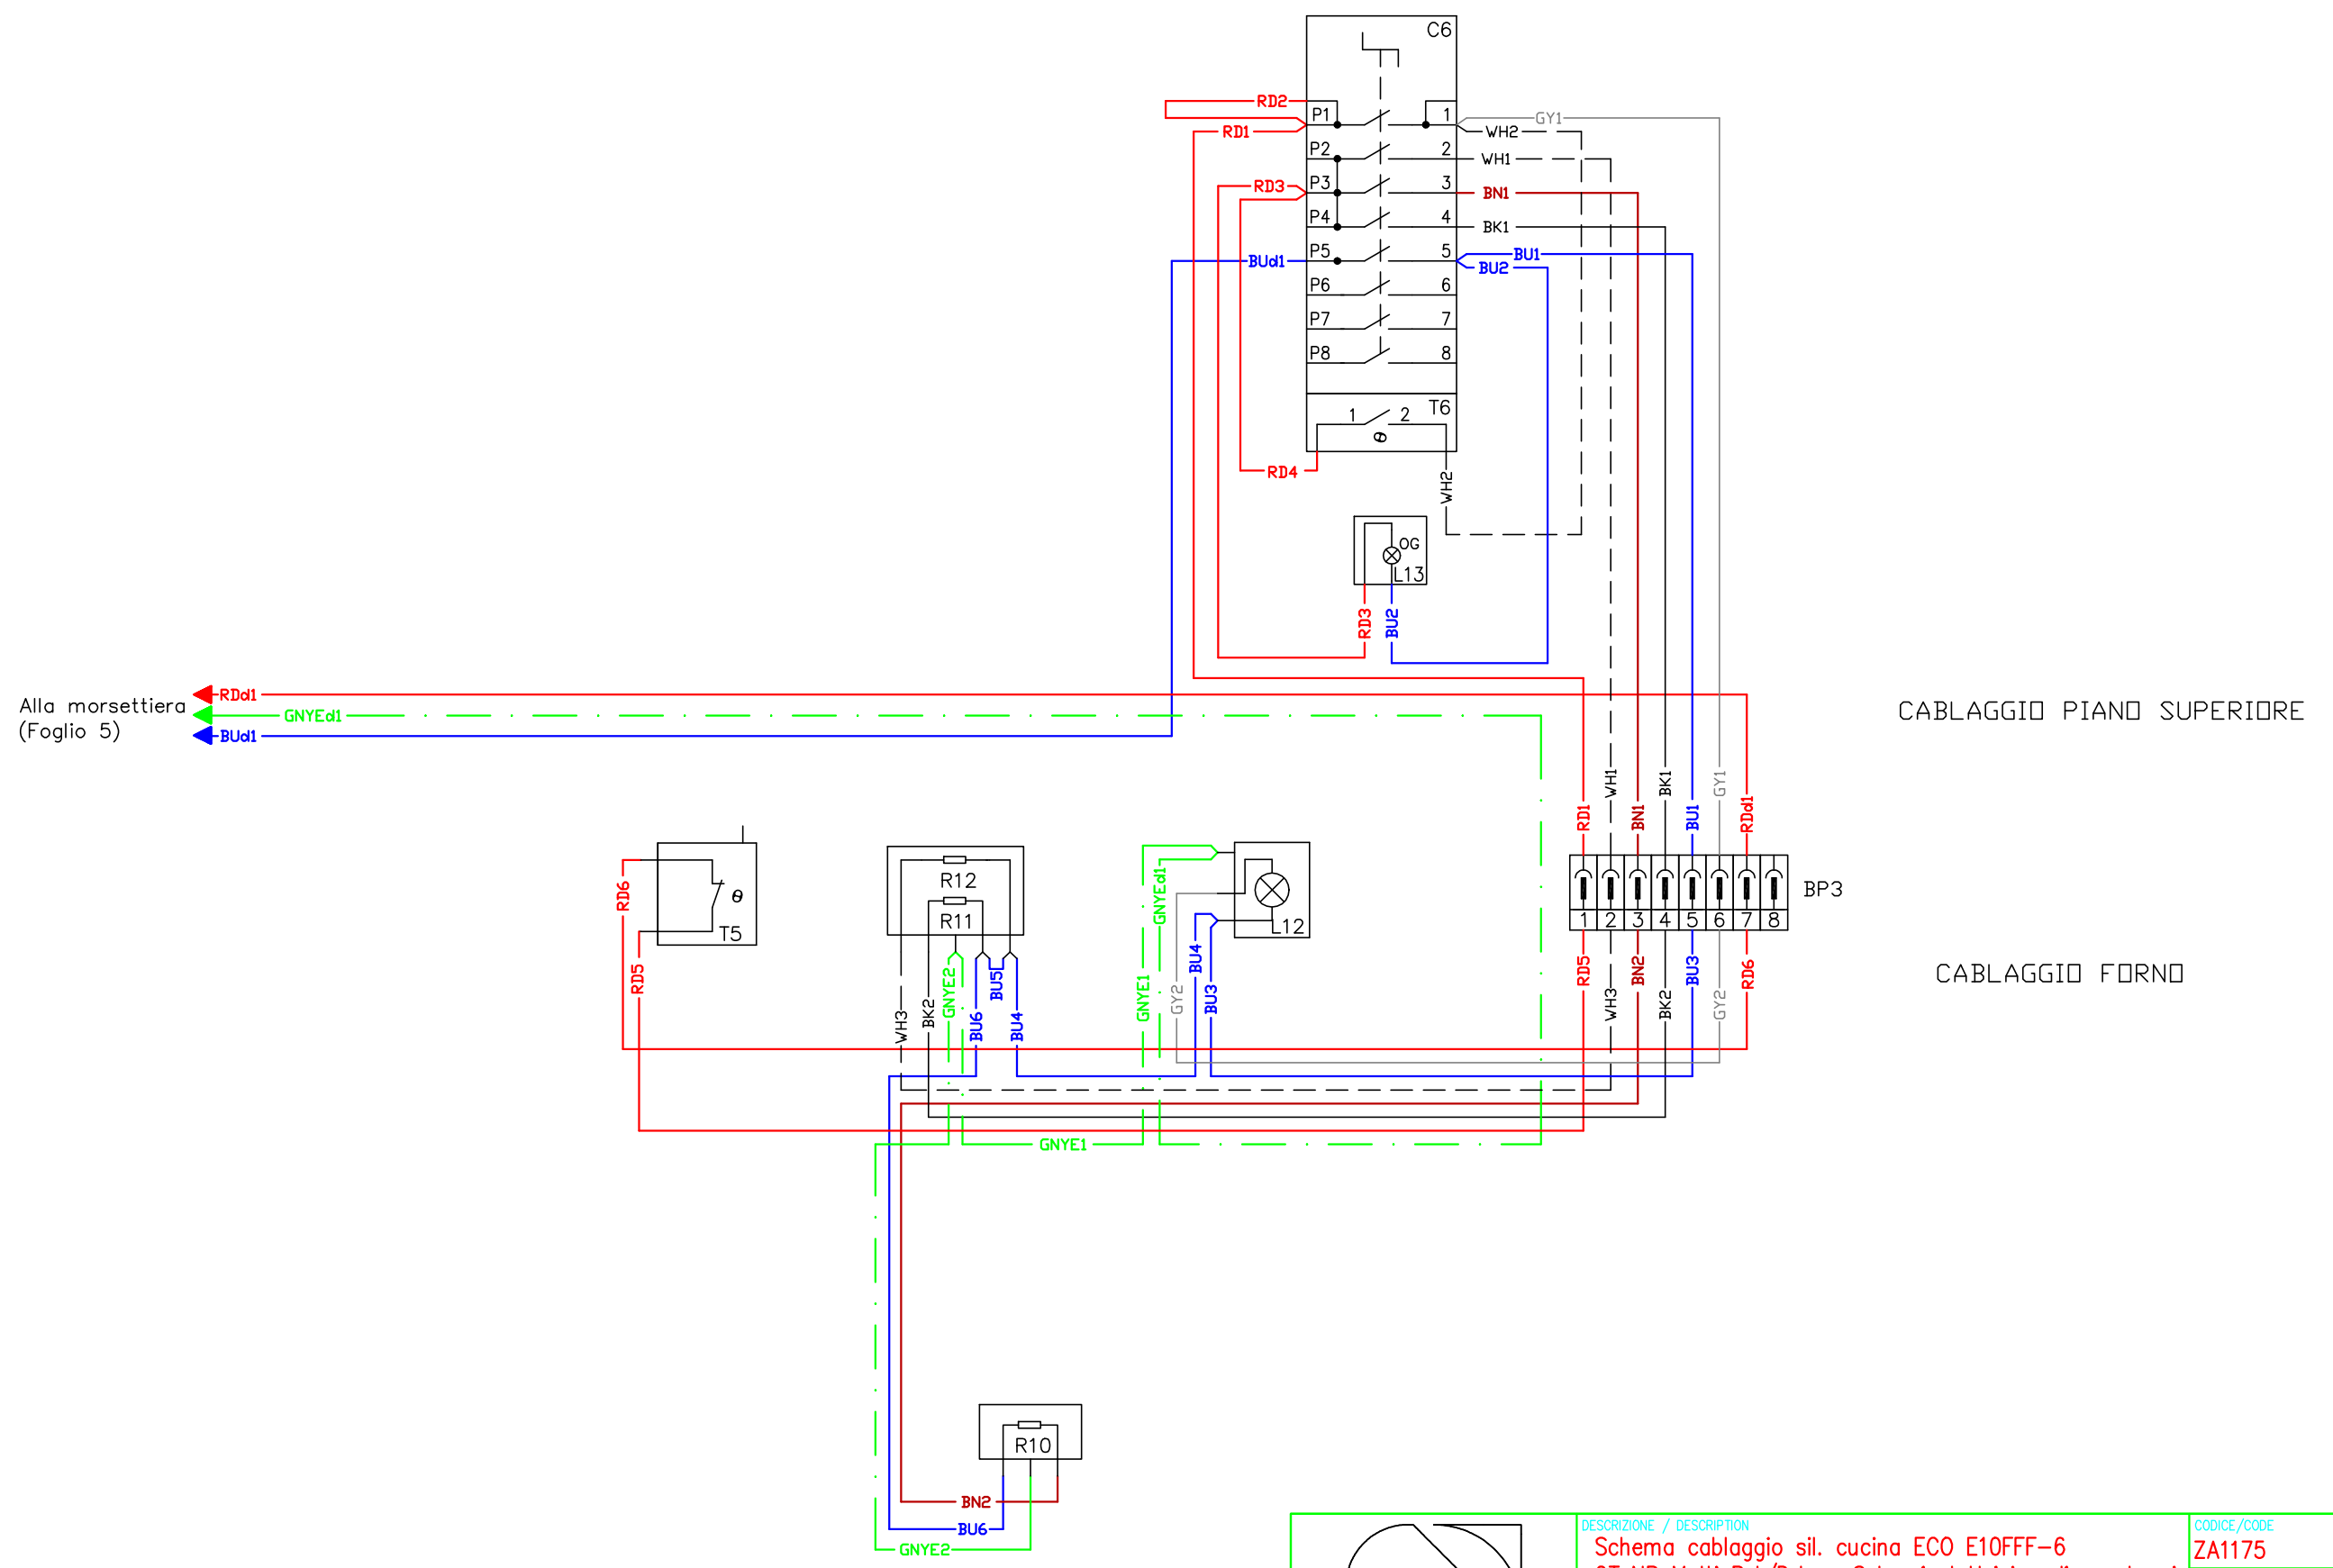 C6
RD2
P1
1
GY1
RD1
WH2
P2
2
WH1
RD3
P3
3
BN1
P4
4
BK1
BUd1
P5
5
BU1
BU2
P6
6
P7
7
P8
8
T6
1
2
θ
RD4
WH2
OG
L13
RD3
BU2
Alla morsettiera
(Foglio 5)
RDd1
GNYEd1
BUd1
CABLAGGIO PIANO SUPERIORE
RD1
WH1
BN1
BK1
BU1
GY1
RDd1
BP3
1
2
3
4
5
6
7
8
CABLAGGIO FORNO
RD5
WH3
BN2
BK2
BU3
GY2
RD6
RD6
θ
T5
RD5
R12
R11
WH3
BK2
GNYE2
BU6
BU5
BU4
GNYEd1
L12
GNYE1
GY2
BU4
BU3
GNYE1
R10
BN2
BU6
GNYE2
DESCRIZIONE / DESCRIPTION
Schema cablaggio sil. cucina ECO E10FFF-6
CODICE/CODE
ZA1175